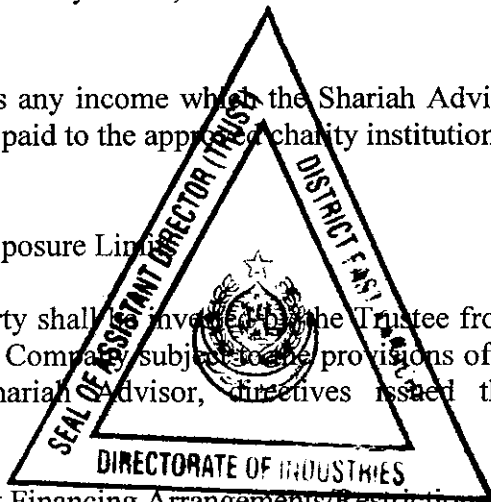 s any income which the Shariah Advi
paid to the approved charity institution
posure Limi
rty shall be invested by the Trustee fro
Company subject to the provisions of
hariah Advisor, directives issued th
Financing Arrangements/Restrictions
SEAL OF ASSISTANT DIRECTOR (TRUST)
DISTRICT EAST
DIRECTORATE OF INDUSTRIES